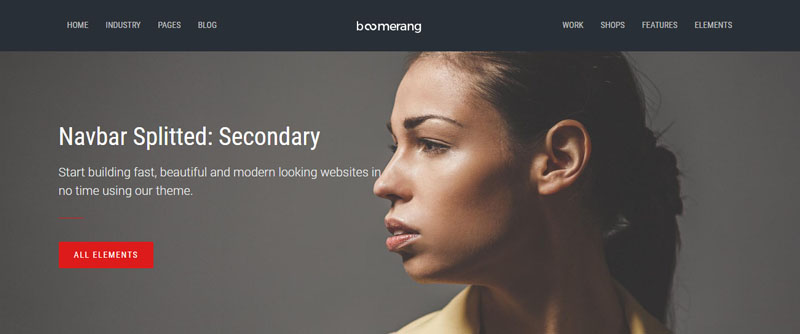 HOME INDUSTRY PAGES BLOG boomerang WORK SHOPS FEATURES ELEMENTS
Navbar Splitted: Secondary
Start building fast, beautiful and modern looking websites in
no time using our theme.
ALL ELEMENTS